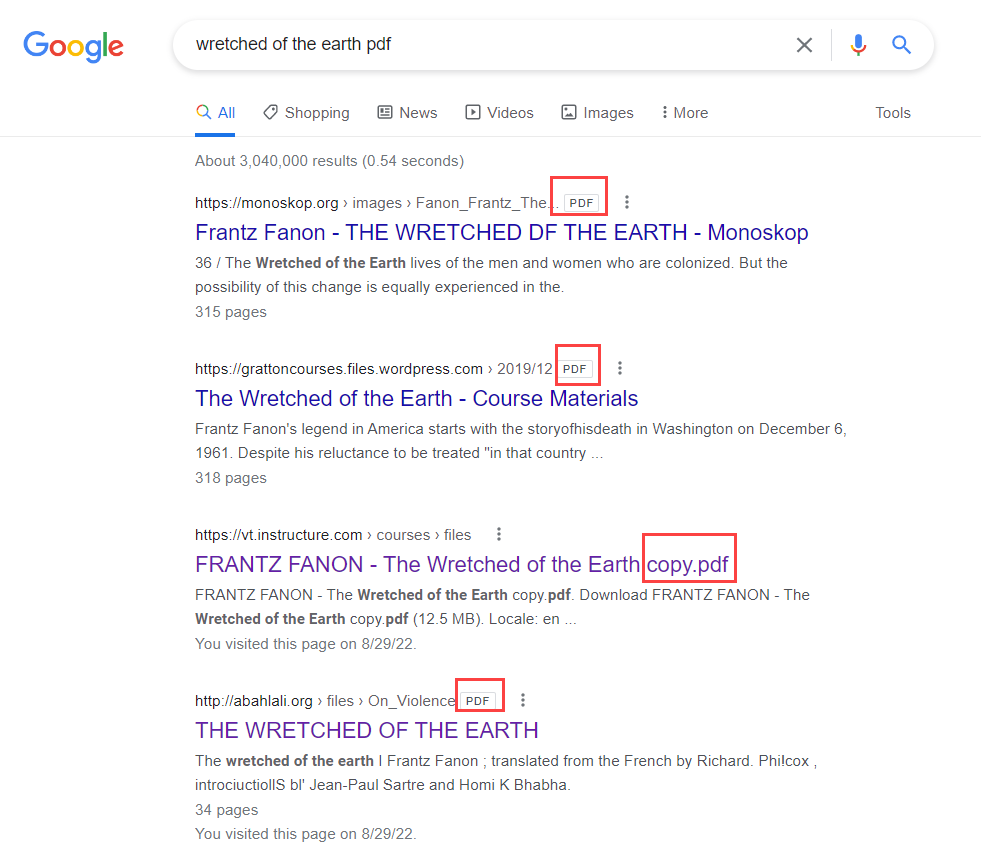 Google
wretched of the earth pdf
All Shopping News Videos Images More Tools
About 3,040,000 results (0.54 seconds)
https://monoskop.org › images › Fanon_Frantz_The... PDF
Frantz Fanon - THE WRETCHED DF THE EARTH - Monoskop
36 / The Wretched of the Earth lives of the men and women who are colonized. But the
possibility of this change is equally experienced in the.
315 pages
https://grattoncourses.files.wordpress.com › 2019/12 PDF
The Wretched of the Earth - Course Materials
Frantz Fanon's legend in America starts with the storyofhisdeath in Washington on December 6,
1961. Despite his reluctance to be treated "in that country ...
318 pages
https://vt.instructure.com › courses › files
FRANTZ FANON - The Wretched of the Earth copy.pdf
FRANTZ FANON - The Wretched of the Earth copy.pdf. Download FRANTZ FANON - The
Wretched of the Earth copy.pdf (12.5 MB). Locale: en ...
You visited this page on 8/29/22.
http://abahlali.org › files › On_Violence PDF
THE WRETCHED OF THE EARTH
The wretched of the earth I Frantz Fanon ; translated from the French by Richard. Phi!cox ,
introciuctiollS bl' Jean-Paul Sartre and Homi K Bhabha.
34 pages
You visited this page on 8/29/22.